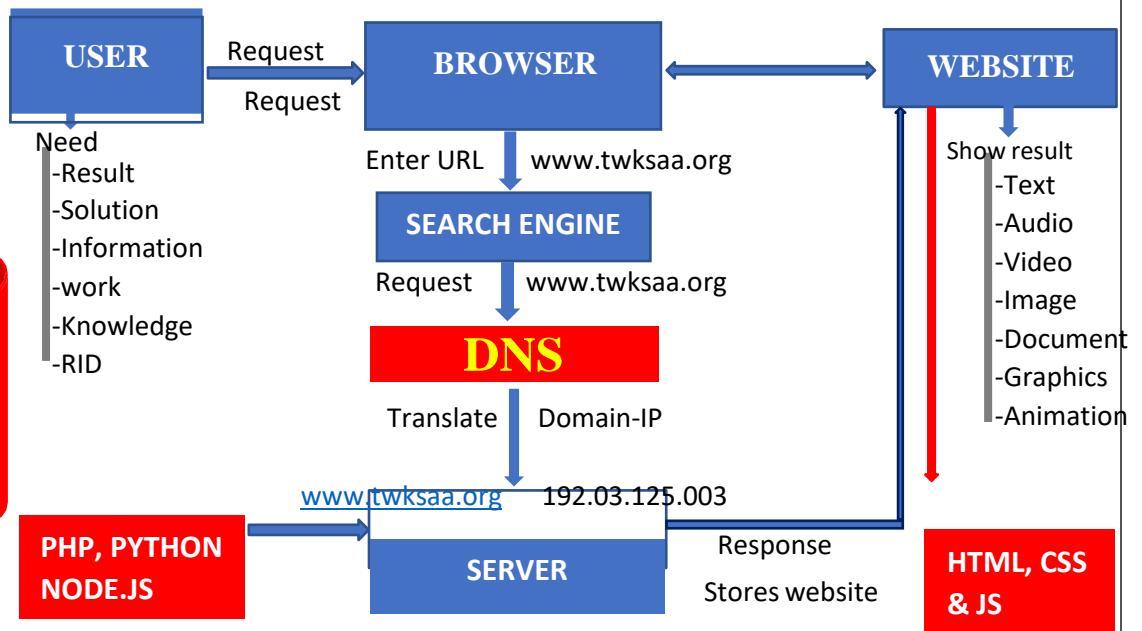 USER
Request
Request
BROWSER
WEBSITE
Need
-Result
-Solution
-Information
-work
-Knowledge
-RID
Enter URL www.twksaa.org
SEARCH ENGINE
Request www.twksaa.org
DNS
Translate Domain-IP
www.twksaa.org 192.03.125.003
SERVER
PHP, PYTHON
NODE.JS
Response
Stores website
Show result
-Text
-Audio
-Video
-Image
-Document
-Graphics
-Animation
HTML, CSS
& JS